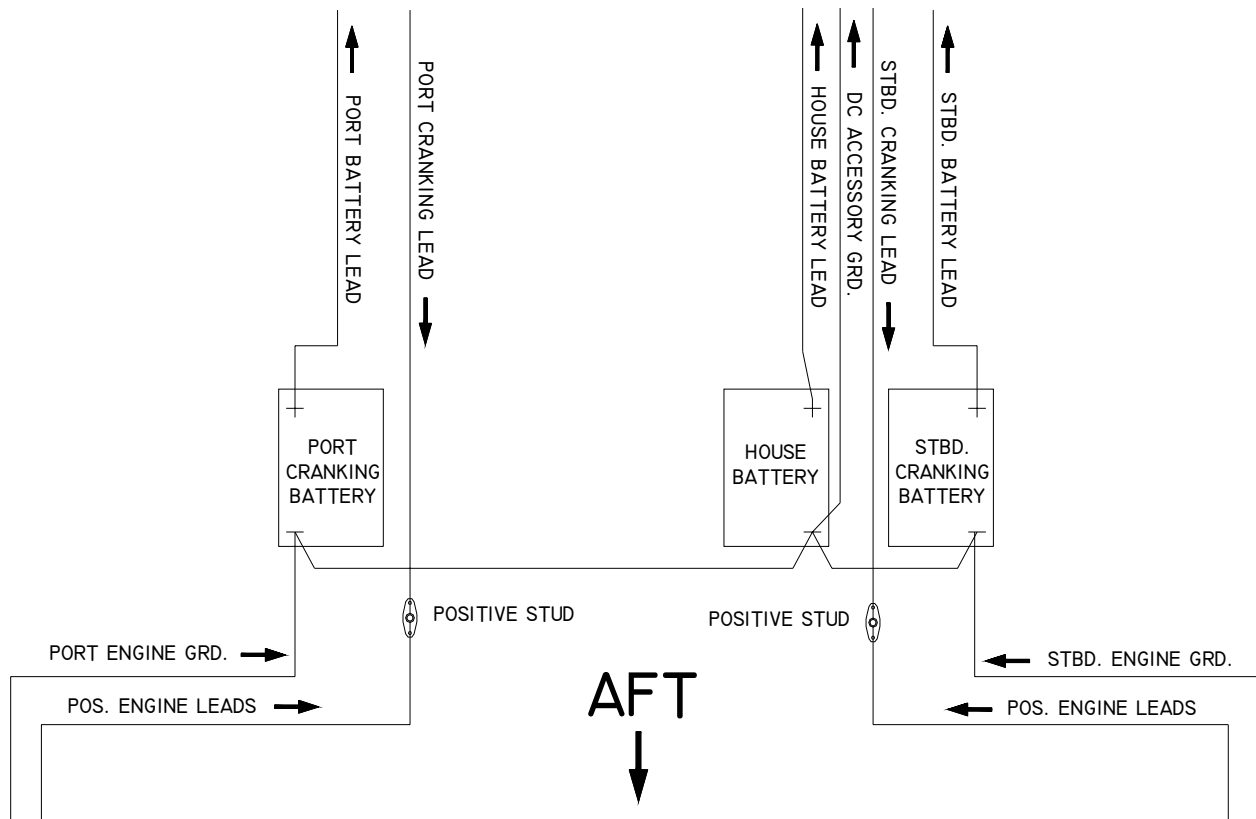 PORT BATTERY LEAD
PORT CRANKING LEAD
HOUSE BATTERY LEAD
DC ACCESSORY GRD.
STBD. CRANKING LEAD
STBD. BATTERY LEAD
PORT
CRANKING
BATTERY
HOUSE
BATTERY
STBD.
CRANKING
BATTERY
POSITIVE STUD
POSITIVE STUD
PORT ENGINE GRD.
STBD. ENGINE GRD.
POS. ENGINE LEADS
AFT
POS. ENGINE LEADS